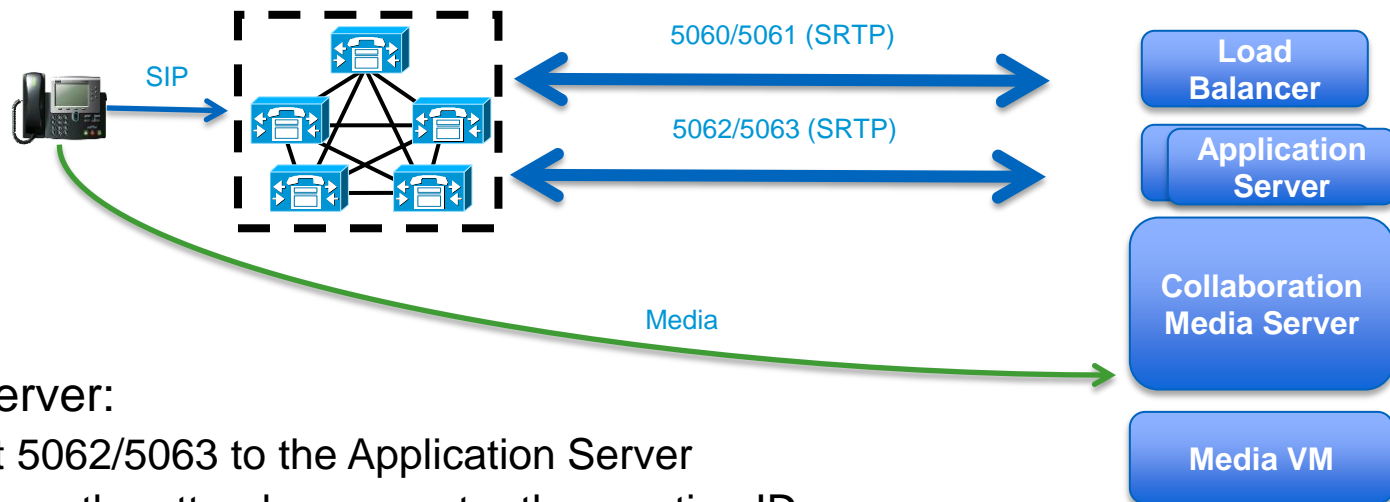 5060/5061 (SRTP)
SIP
5062/5063 (SRTP)
Load
Balancer
Application
Server
Collaboration
Media Server
Media
Media VM
erver:
t 5062/5063 to the Application Server